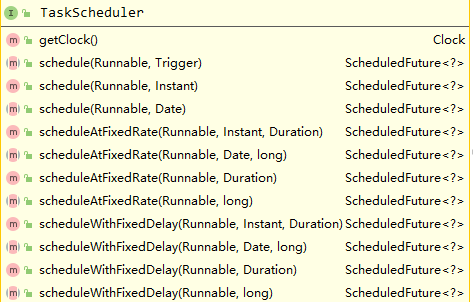 I TaskScheduler
m getClock() Clock
m schedule(Runnable, Trigger) ScheduledFuture<?>
m schedule(Runnable, Instant) ScheduledFuture<?>
m schedule(Runnable, Date) ScheduledFuture<?>
m scheduleAtFixedRate(Runnable, Instant, Duration) ScheduledFuture<?>
m scheduleAtFixedRate(Runnable, Date, long) ScheduledFuture<?>
m scheduleAtFixedRate(Runnable, Duration) ScheduledFuture<?>
m scheduleAtFixedRate(Runnable, long) ScheduledFuture<?>
m scheduleWithFixedDelay(Runnable, Instant, Duration) ScheduledFuture<?>
m scheduleWithFixedDelay(Runnable, Date, long) ScheduledFuture<?>
m scheduleWithFixedDelay(Runnable, Duration) ScheduledFuture<?>
m scheduleWithFixedDelay(Runnable, long) ScheduledFuture<?>